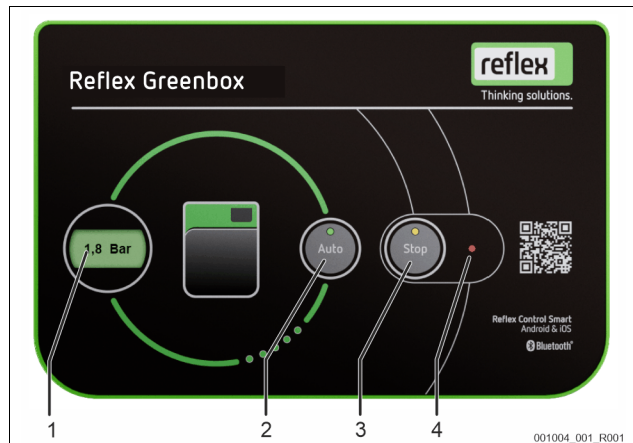 reflex
Reflex Greenbox
Thinking solutions.
1,8 Bar
Auto
Stop
Reflex Control Smart
Android & iOS
Bluetooth®
1
2
3
4
001004_001_R001